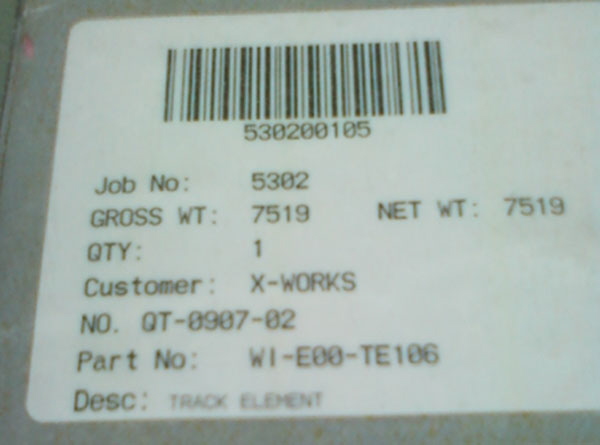 530200105
Job No: 5302
GROSS WT: 7519 NET WT: 7519
QTY: 1
Customer: X-WORKS
NO. QT-0907-02
Part No: WI-E00-TE106
Desc: TRACK ELEMENT